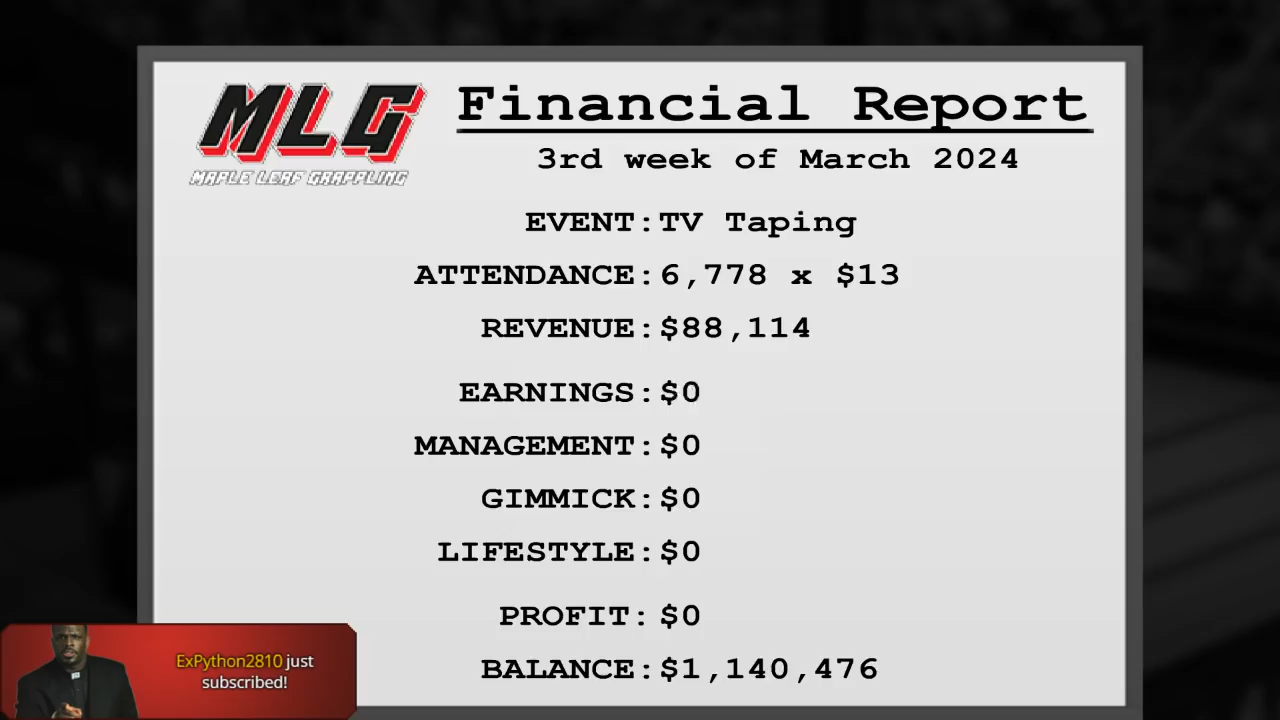 MLG
MAPLE LEAF GRAPPLING
Financial Report
3rd week of March 2024
EVENT: TV Taping
ATTENDANCE: 6,778 x $13
REVENUE: $88,114
EARNINGS: $0
MANAGEMENT: $0
GIMMICK: $0
LIFESTYLE: $0
PROFIT: $0
BALANCE: $1,140,476
ExPython2810 just
subscribed!